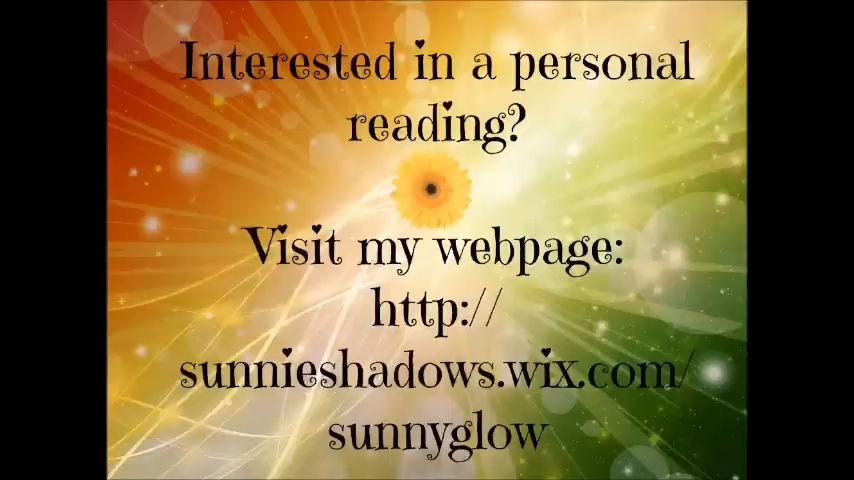 Interested in a personal
reading?
Visit my webpage:
http://
sunnieshadows.wix.com/
sunnyglow